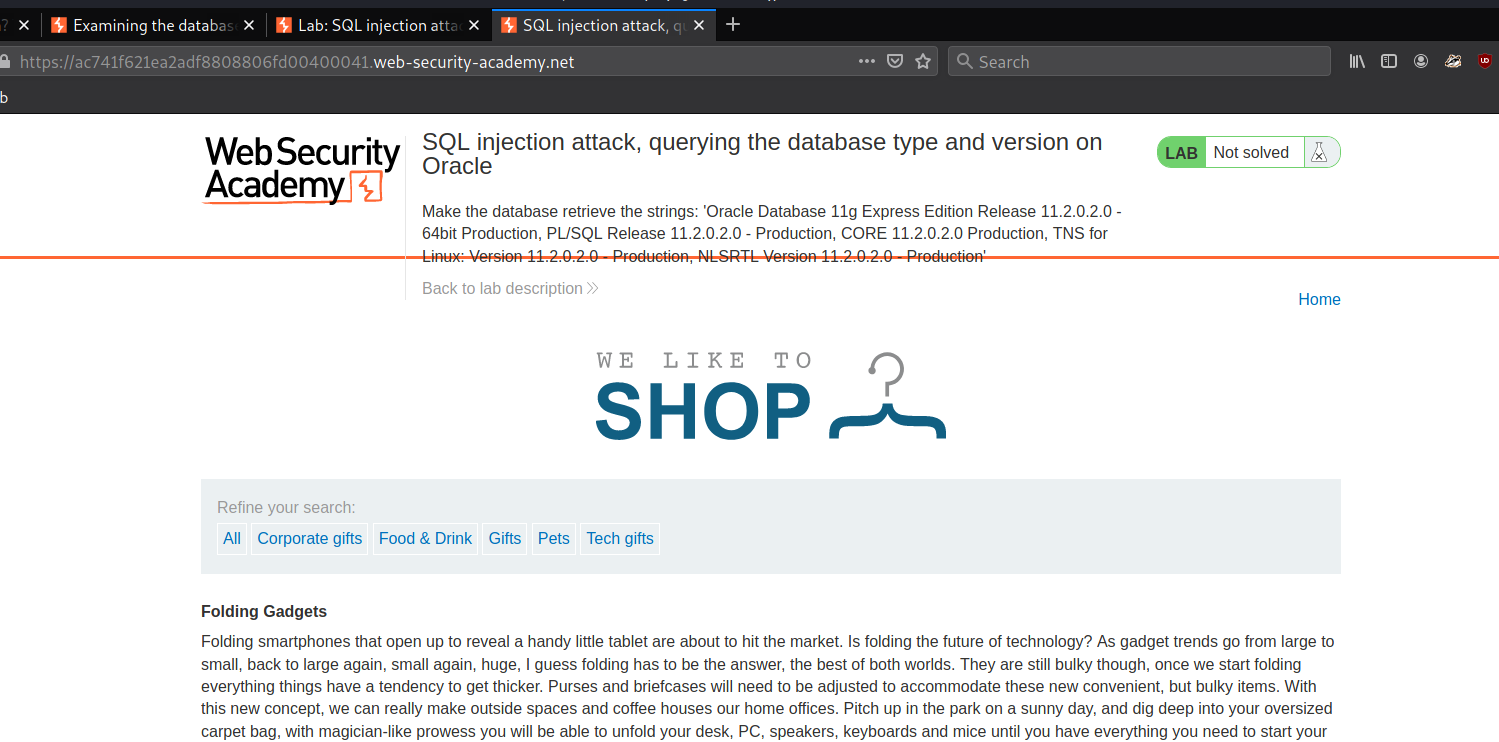 Examining the databas
Lab: SQL injection atta
SQL injection attack, q
https://ac741f621ea2adf8808806fd00400041.web-security-academy.net
Search
b
Web Security
Academy
SQL injection attack, querying the database type and version on
Oracle
LAB
Not solved
Make the database retrieve the strings: 'Oracle Database 11g Express Edition Release 11.2.0.2.0 -
64bit Production, PL/SQL Release 11.2.0.2.0 - Production, CORE 11.2.0.2.0 Production, TNS for
Linux: Version 11.2.0.2.0 - Production, NLSRTL Version 11.2.0.2.0 - Production'
Back to lab description
Home
WE LIKE TO
SHOP
Refine your search:
All Corporate gifts Food & Drink Gifts Pets Tech gifts
Folding Gadgets
Folding smartphones that open up to reveal a handy little tablet are about to hit the market. Is folding the future of technology? As gadget trends go from large to
small, back to large again, small again, huge, I guess folding has to be the answer, the best of both worlds. They are still bulky though, once we start folding
everything things have a tendency to get thicker. Purses and briefcases will need to be adjusted to accommodate these new convenient, but bulky items. With
this new concept, we can really make outside spaces and coffee houses our home offices. Pitch up in the park on a sunny day, and dig deep into your oversized
carpet bag, with magician-like prowess you will be able to unfold your desk, PC, speakers, keyboards and mice until you have everything you need to start your